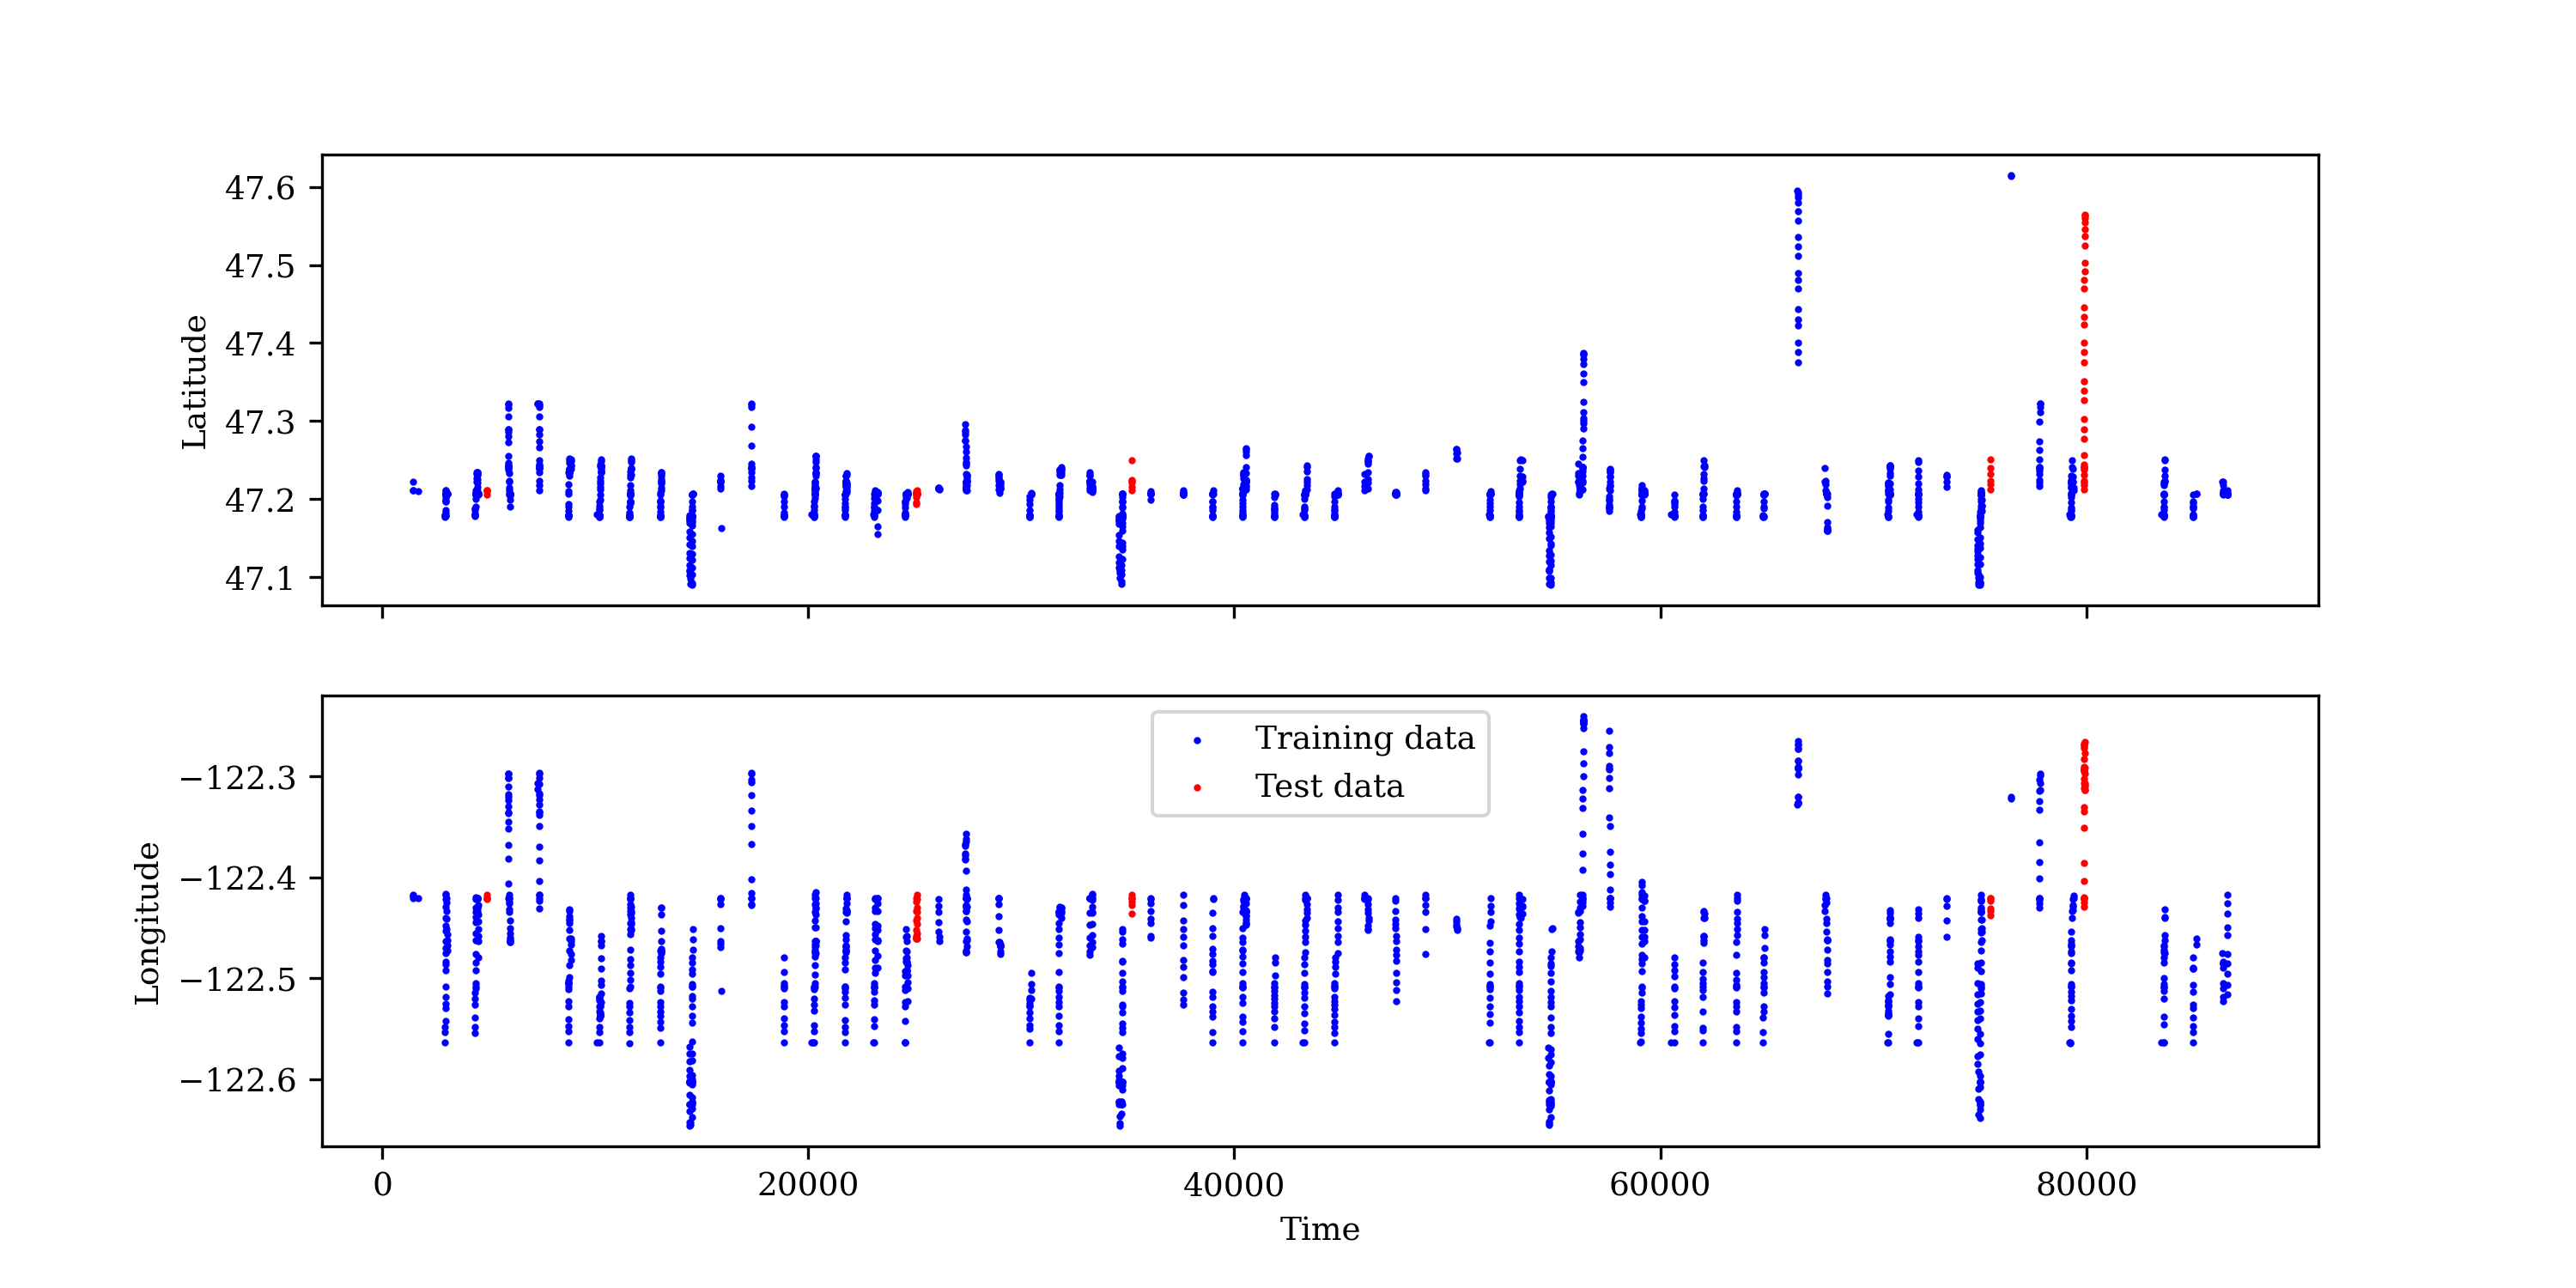 47.6
47.5
47.4
47.3
47.2
47.1
Latitude
Training data
Test data
−122.3
−122.4
−122.5
−122.6
Longitude
0 20000 40000 60000 80000
Time